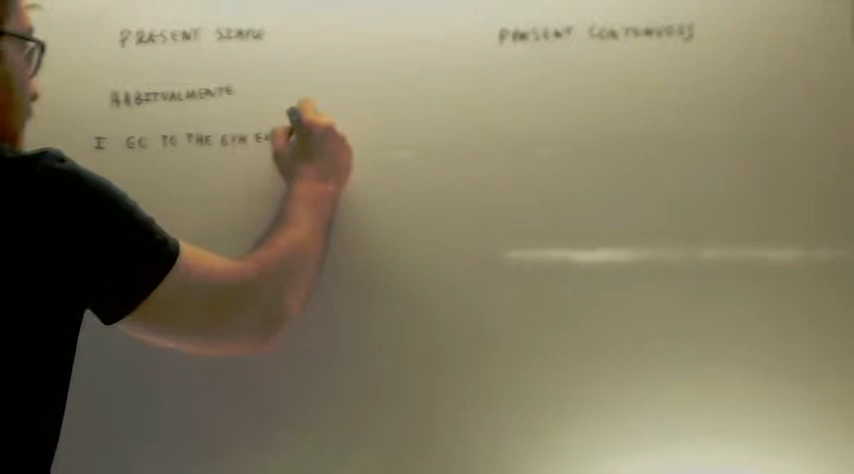 PRESENT SIMPLE
PRESENT CONTINUOUS
HABITUALMENTE
I GO TO THE GYM